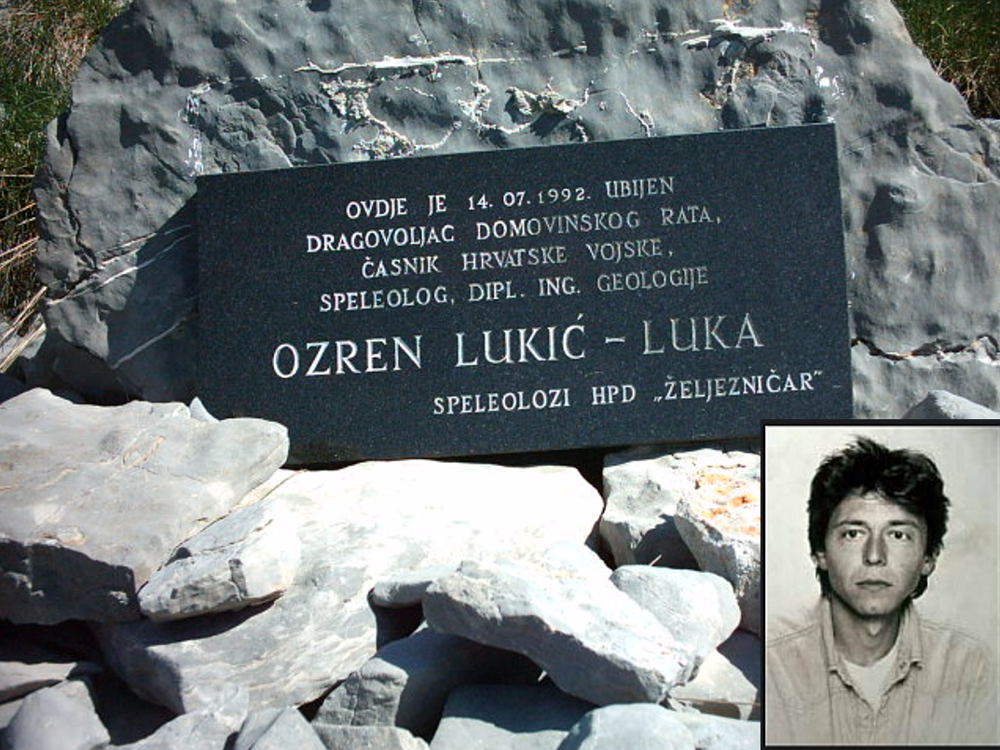 OVDJE JE 14. 07. 1992. UBIJEN
DRAGOVOLJAC DOMOVINSKOG RATA,
ČASNIK HRVATSKE VOJSKE,
SPELEOLOG, DIPL. ING. GEOLOGIJE
OZREN LUKIĆ – LUKA
SPELEOLOZI HPD „ŽELJEZNIČAR"